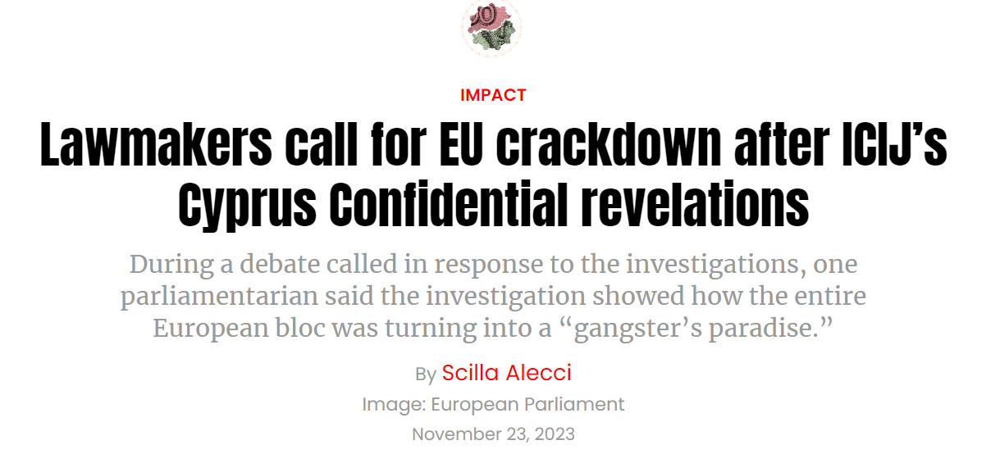 IMPACT
Lawmakers call for EU crackdown after ICIJ’s
Cyprus Confidential revelations
During a debate called in response to the investigations, one
parliamentarian said the investigation showed how the entire
European bloc was turning into a “gangster’s paradise.”
By Scilla Alecci
Image: European Parliament
November 23, 2023